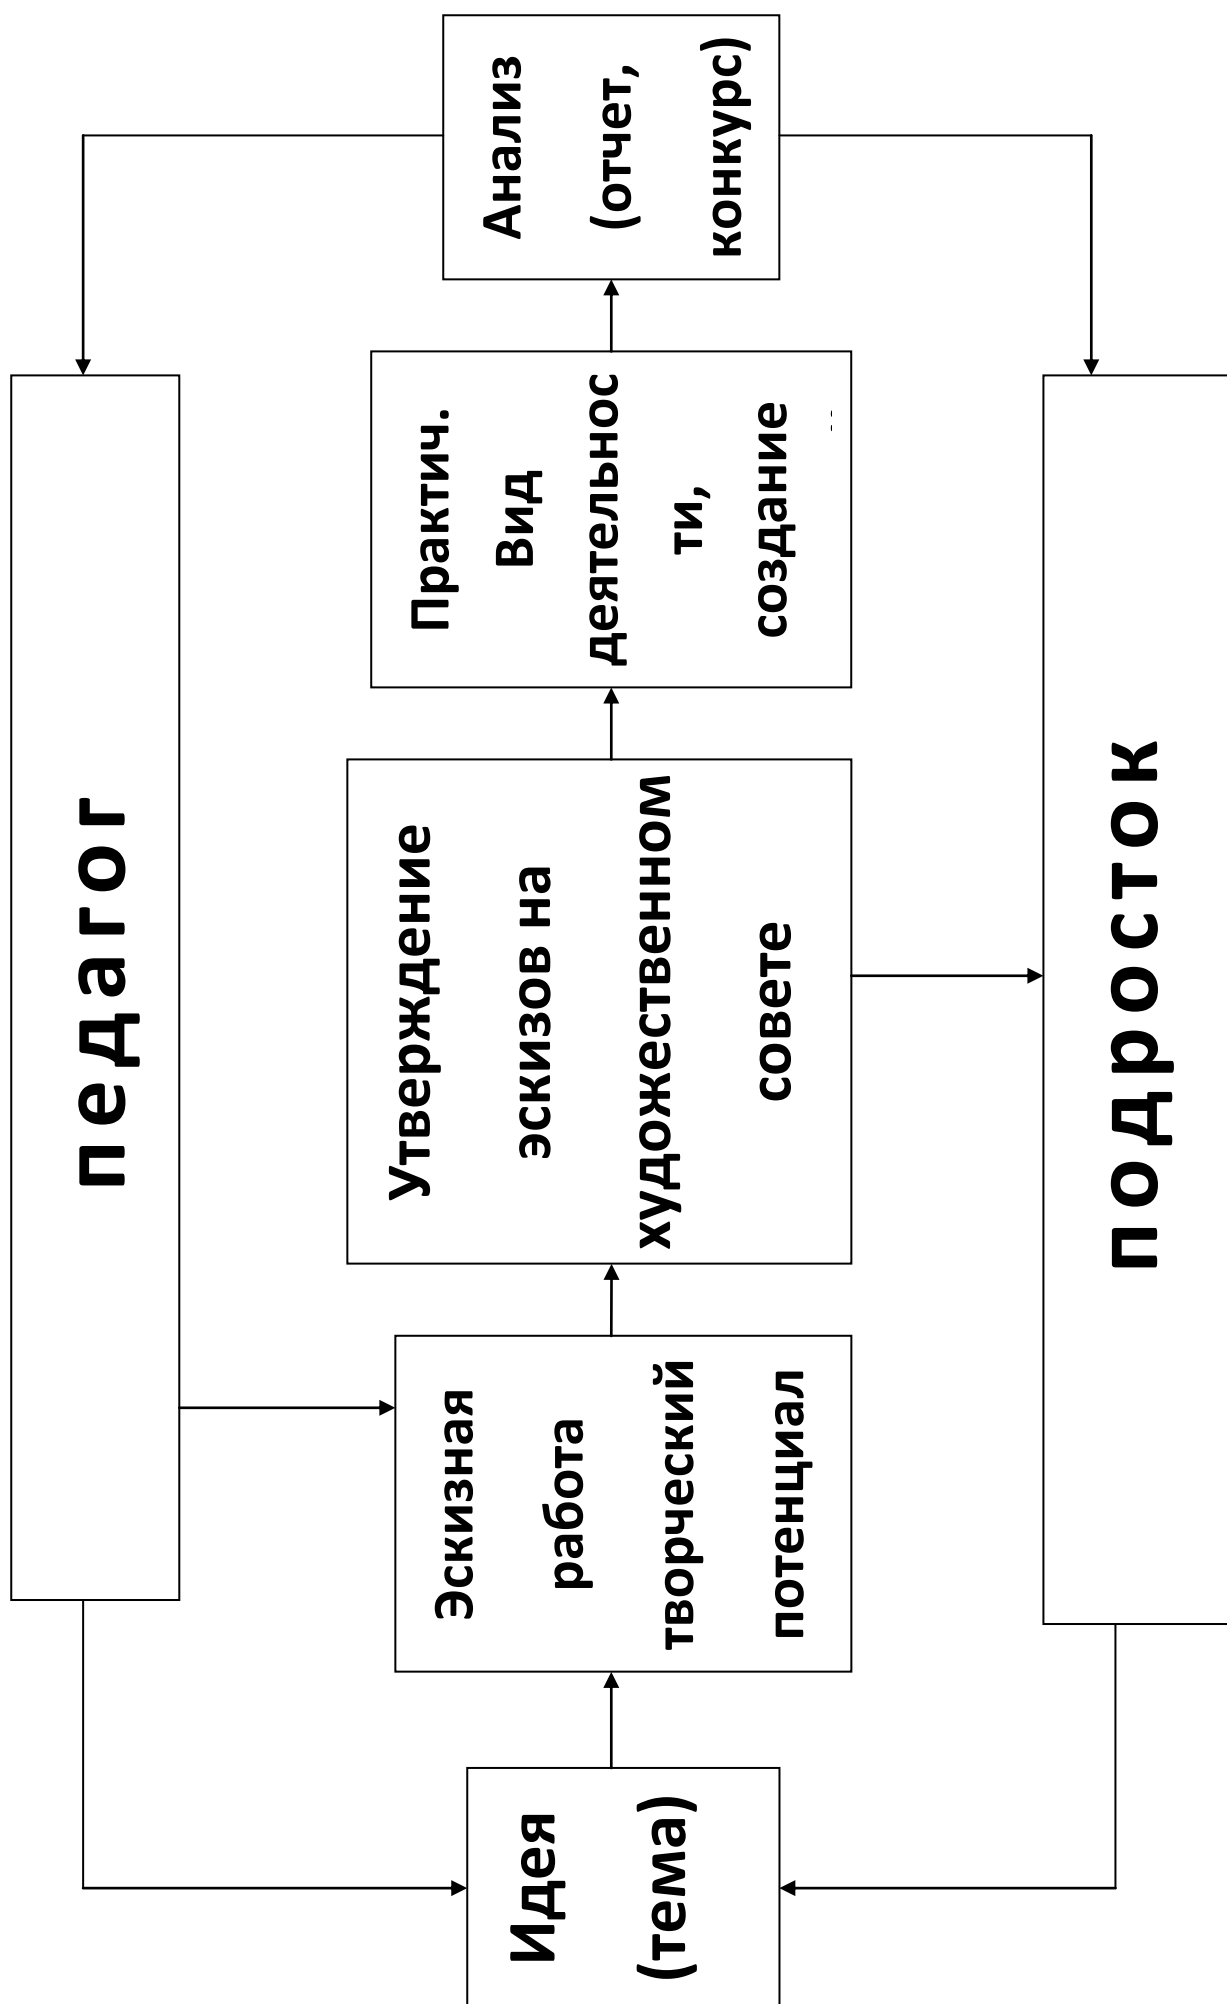 педагог
Идея
(тема)
Эскизная
работа
творческий
потенциал
Утверждение
эскизов на
художественном
совете
Практич.
Вид
деятельнос
ти,
создание
Анализ
(отчет,
конкурс)
подросток